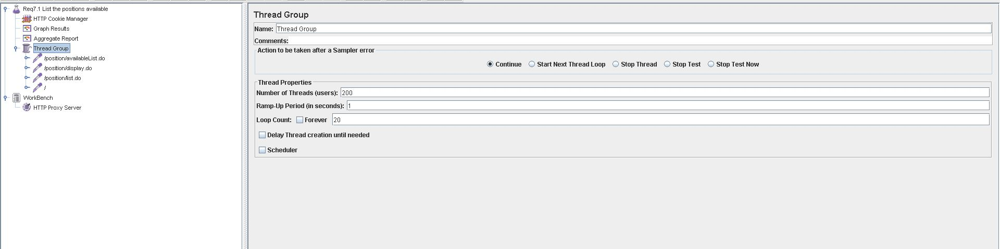 Req7.1 List the positions available
HTTP Cookie Manager
Graph Results
Aggregate Report
Thread Group
/position/availableList.do
/position/display.do
/position/list.do
/
WorkBench
HTTP Proxy Server
Thread Group
Name: Thread Group
Comments:
Action to be taken after a Sampler error
Continue Start Next Thread Loop Stop Thread Stop Test Stop Test Now
Thread Properties
Number of Threads (users): 200
Ramp-Up Period (in seconds): 1
Loop Count: Forever 20
Delay Thread creation until needed
Scheduler